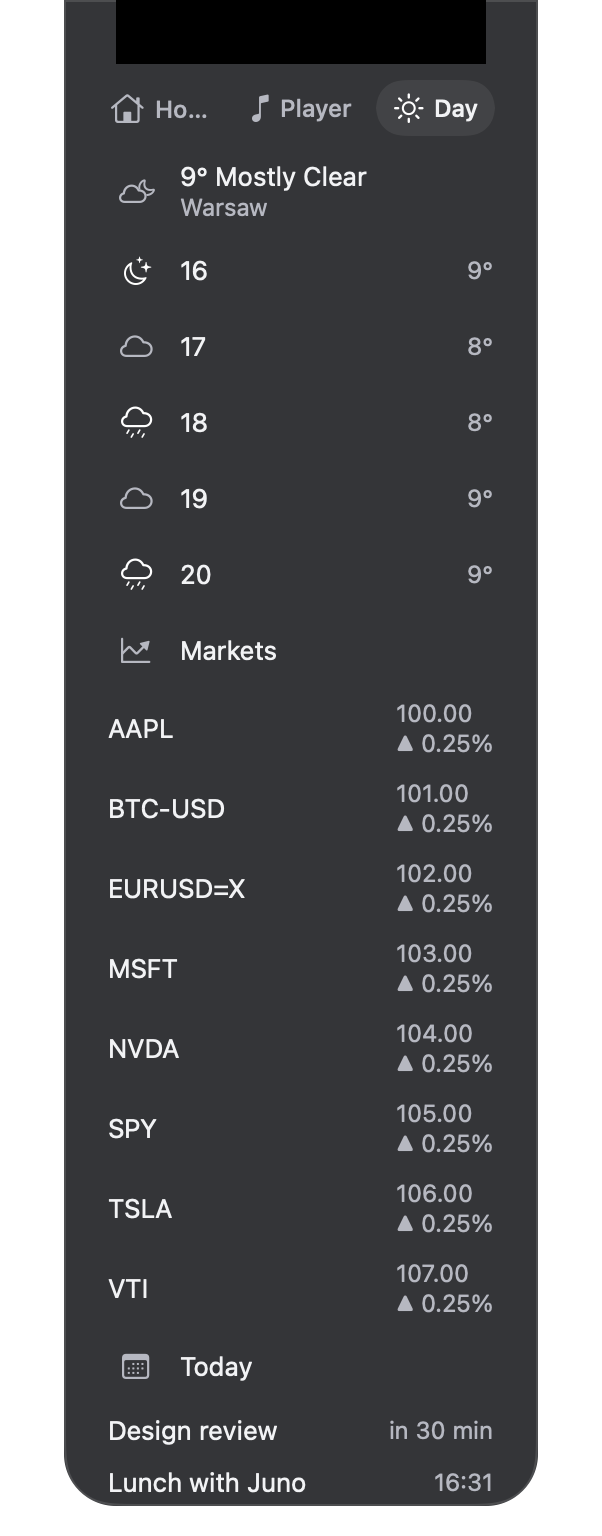 Ho...
Player
Day
9° Mostly Clear
Warsaw
16 9°
17 8°
18 8°
19 9°
20 9°
Markets
AAPL 100.00
▲ 0.25%
BTC-USD 101.00
▲ 0.25%
EURUSD=X 102.00
▲ 0.25%
MSFT 103.00
▲ 0.25%
NVDA 104.00
▲ 0.25%
SPY 105.00
▲ 0.25%
TSLA 106.00
▲ 0.25%
VTI 107.00
▲ 0.25%
Today
Design review in 30 min
Lunch with Juno 16:31